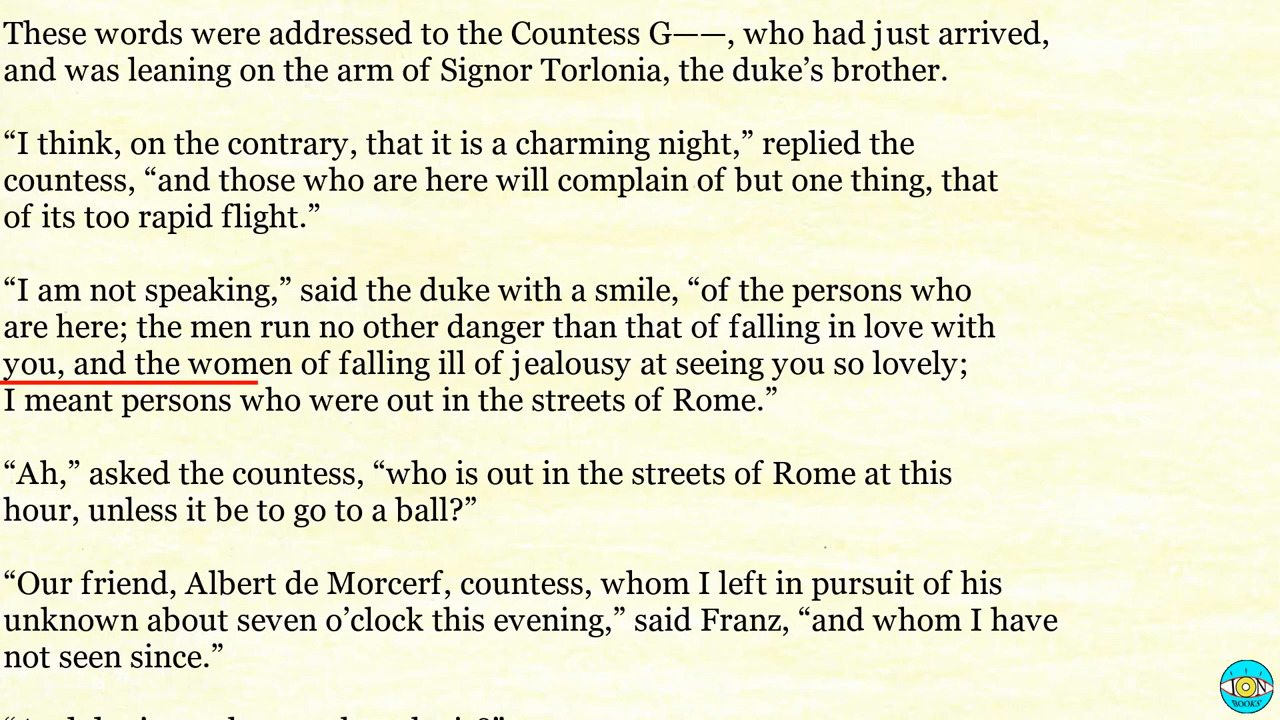 These words were addressed to the Countess G——, who had just arrived,
and was leaning on the arm of Signor Torlonia, the duke’s brother.
“I think, on the contrary, that it is a charming night,” replied the
countess, “and those who are here will complain of but one thing, that
of its too rapid flight.”
“I am not speaking,” said the duke with a smile, “of the persons who
are here; the men run no other danger than that of falling in love with
you, and the women of falling ill of jealousy at seeing you so lovely;
I meant persons who were out in the streets of Rome.”
“Ah,” asked the countess, “who is out in the streets of Rome at this
hour, unless it be to go to a ball?”
“Our friend, Albert de Morcerf, countess, whom I left in pursuit of his
unknown about seven o’clock this evening,” said Franz, “and whom I have
not seen since.”
ION
BOOKS